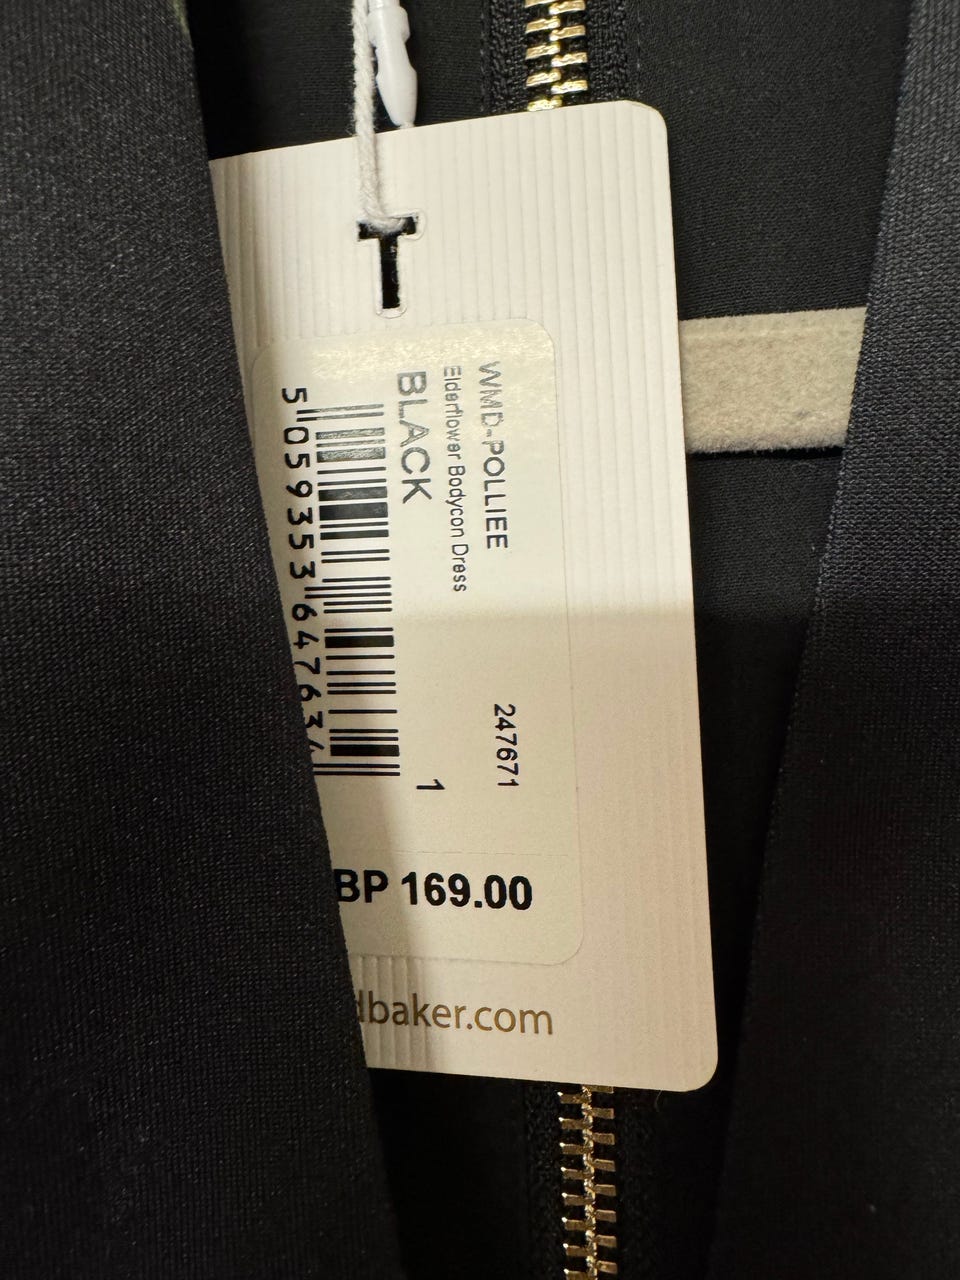 T
WMD-POLLIEE
Elderflower Bodycon Dress
247671
BLACK
1
5 059353 64763
BP 169.00
dbaker.com